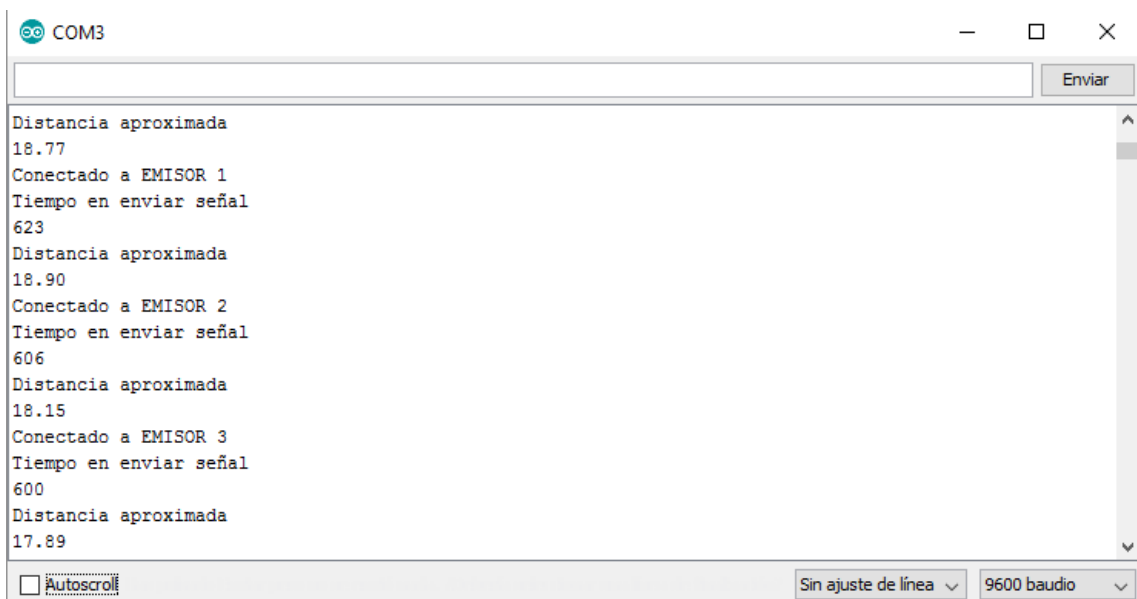 COM3
Enviar
Distancia aproximada
18.77
Conectado a EMISOR 1
Tiempo en enviar señal
623
Distancia aproximada
18.90
Conectado a EMISOR 2
Tiempo en enviar señal
606
Distancia aproximada
18.15
Conectado a EMISOR 3
Tiempo en enviar señal
600
Distancia aproximada
17.89
Autoscroll
Sin ajuste de línea
9600 baudio